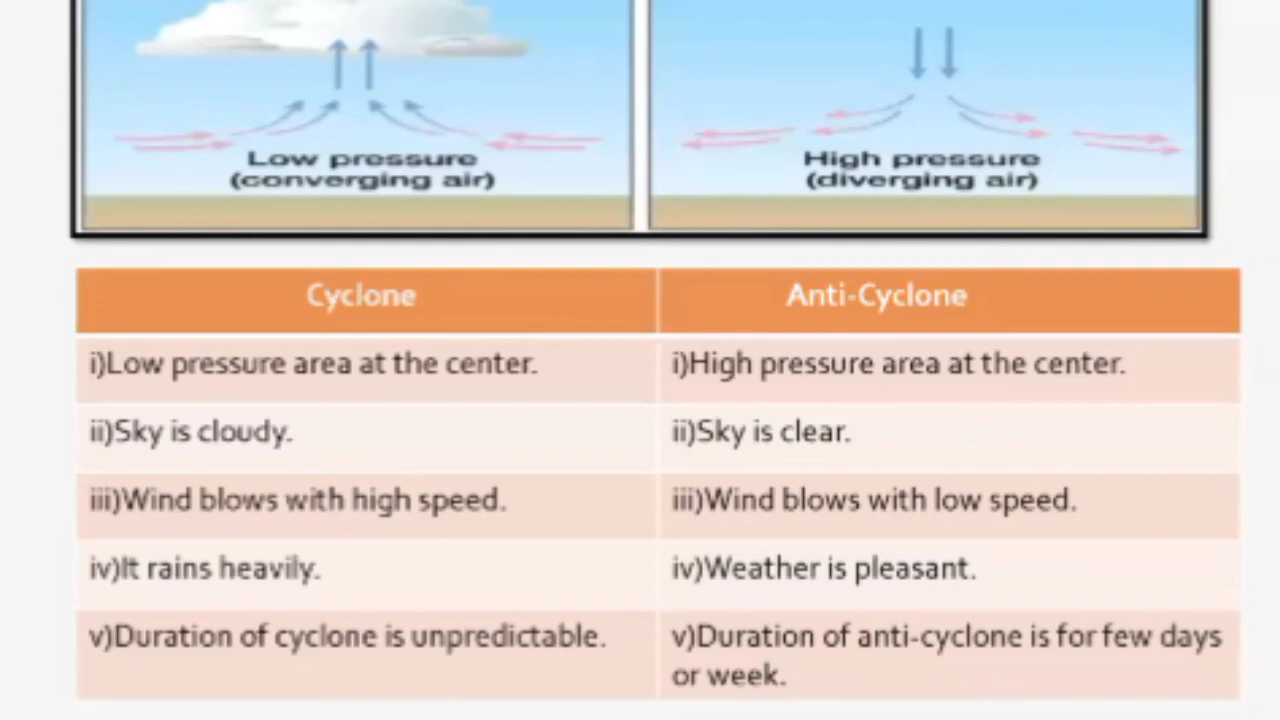 Low pressure
(converging air)
High pressure
(diverging air)
Cyclone
Anti-Cyclone
i)Low pressure area at the center.
i)High pressure area at the center.
ii)Sky is cloudy.
ii)Sky is clear.
iii)Wind blows with high speed.
iii)Wind blows with low speed.
iv)It rains heavily.
iv)Weather is pleasant.
v)Duration of cyclone is unpredictable.
v)Duration of anti-cyclone is for few days
or week.